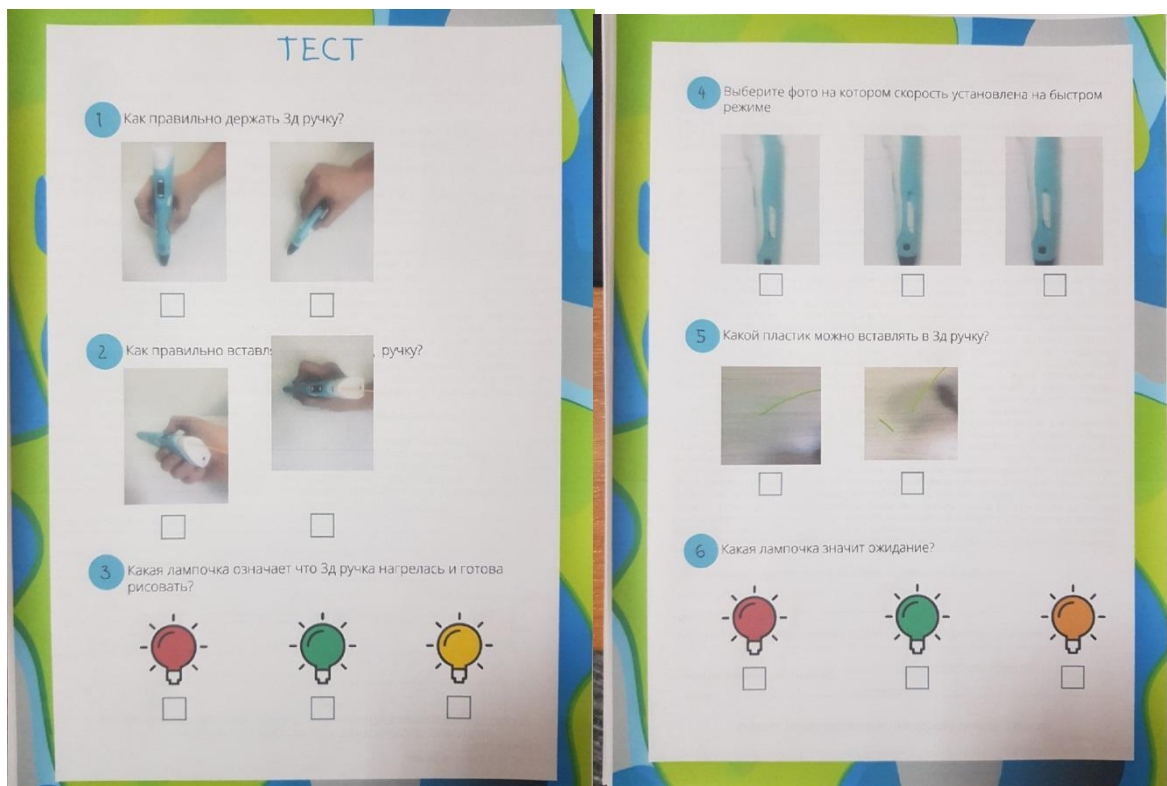 ТЕСТ
1 Как правильно держать 3д ручку?
2 Как правильно ручку?
3 Какая лампочка означает что 3д ручка нагрелась и готова
рисовать?
4 Выберите фото на котором скорость установлена на быстром
режиме
5 Какой пластик можно вставлять в 3д ручку?
6 Какая лампочка значит ожидание?